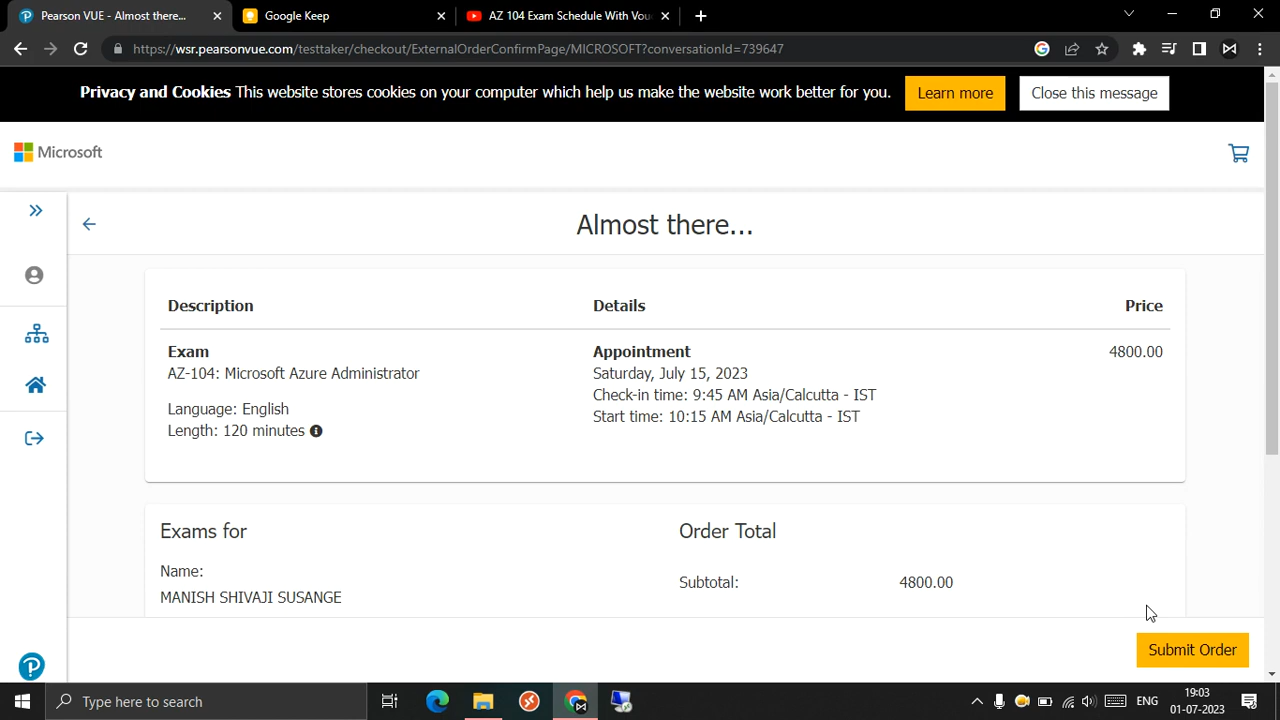 Pearson VUE - Almost there...
Google Keep
AZ 104 Exam Schedule With Vou
https://wsr.pearsonvue.com/testtaker/checkout/ExternalOrderConfirmPage/MICROSOFT?conversationId=739647
Privacy and Cookies This website stores cookies on your computer which help us make the website work better for you.
Learn more
Close this message
Microsoft
Almost there...
Description Details Price
Exam Appointment 4800.00
AZ-104: Microsoft Azure Administrator Saturday, July 15, 2023
Check-in time: 9:45 AM Asia/Calcutta - IST
Language: English Start time: 10:15 AM Asia/Calcutta - IST
Length: 120 minutes
Exams for Order Total
Name:
Subtotal: 4800.00
MANISH SHIVAJI SUSANGE
Submit Order
Type here to search
ENG
19:03
01-07-2023